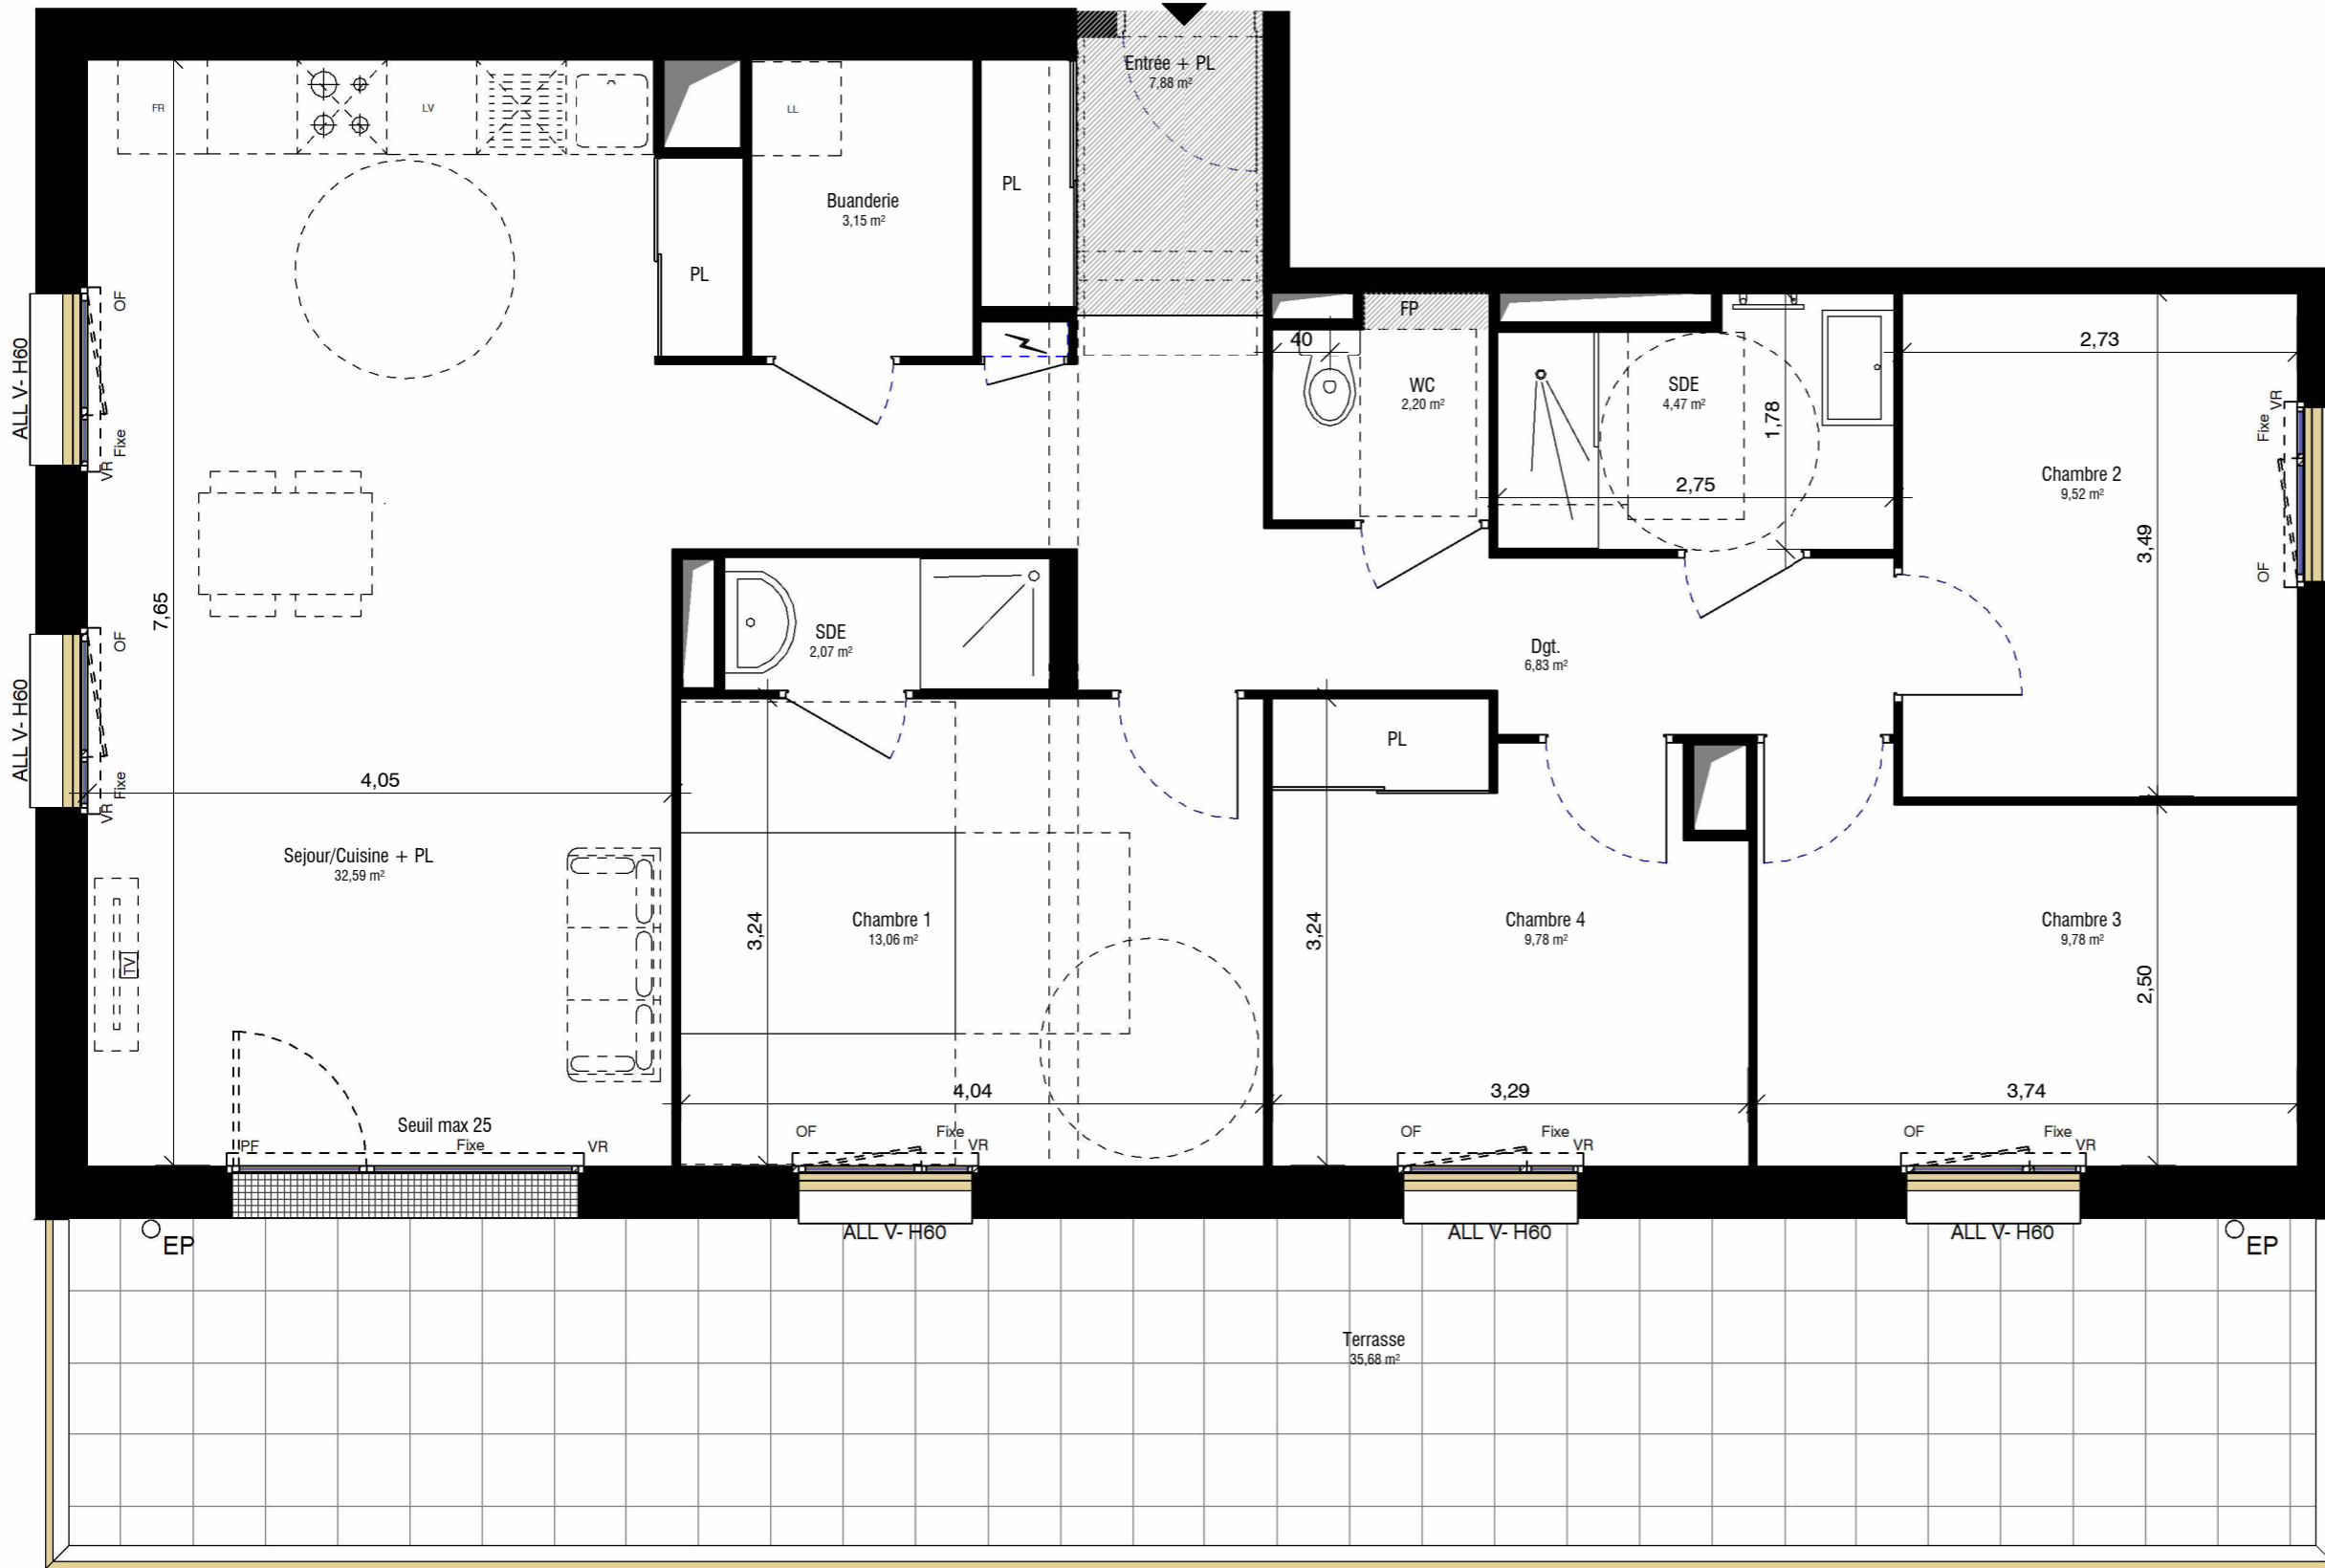 Entrée + PL
7,88 m²
FR
LV
LL
PL
Buanderie
3,15 m²
PL
FP
40
WC
2,20 m²
SDE
4,47 m²
1,78
2,75
2,73
Chambre 2
9,52 m²
3,49
VR
Fixe
OF
ALL V- H60
OF
Fixe
VR
ALL V- H60
OF
Fixe
VR
7,65
4,05
SDE
2,07 m²
Dgt.
6,83 m²
PL
Sejour/Cuisine + PL
32,59 m²
TV
3,24
Chambre 1
13,06 m²
3,24
Chambre 4
9,78 m²
Chambre 3
9,78 m²
2,50
4,04
3,29
3,74
Seuil max 25
PF
Fixe
VR
OF
Fixe
VR
OF
Fixe
VR
OF
Fixe
VR
EP
ALL V- H60
ALL V- H60
ALL V- H60
EP
Terrasse
35,68 m²